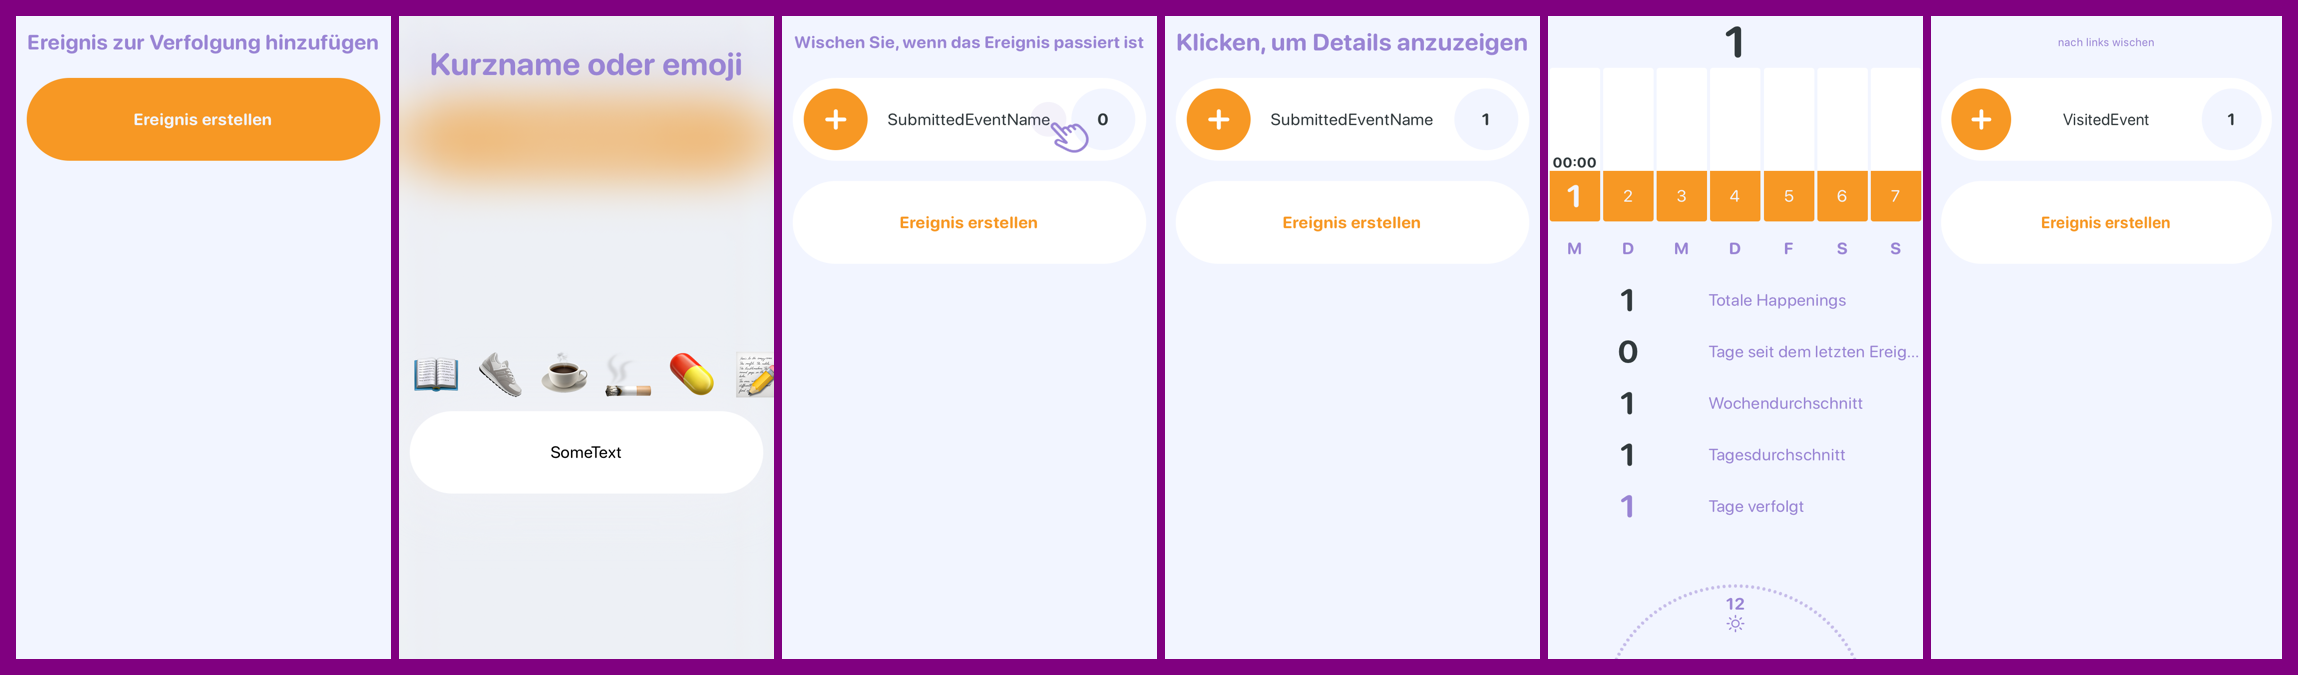 Ereignis zur Verfolgung hinzufügen
Ereignis erstellen
Kurzname oder emoji
SomeText
Wischen Sie, wenn das Ereignis passiert ist
SubmittedEventName 0
Ereignis erstellen
Klicken, um Details anzuzeigen
SubmittedEventName 1
Ereignis erstellen
1
00:00
1 2 3 4 5 6 7
M D M D F S S
1 Totale Happenings
0 Tage seit dem letzten Ereig...
1 Wochendurchschnitt
1 Tagesdurchschnitt
1 Tage verfolgt
12
nach links wischen
VisitedEvent 1
Ereignis erstellen